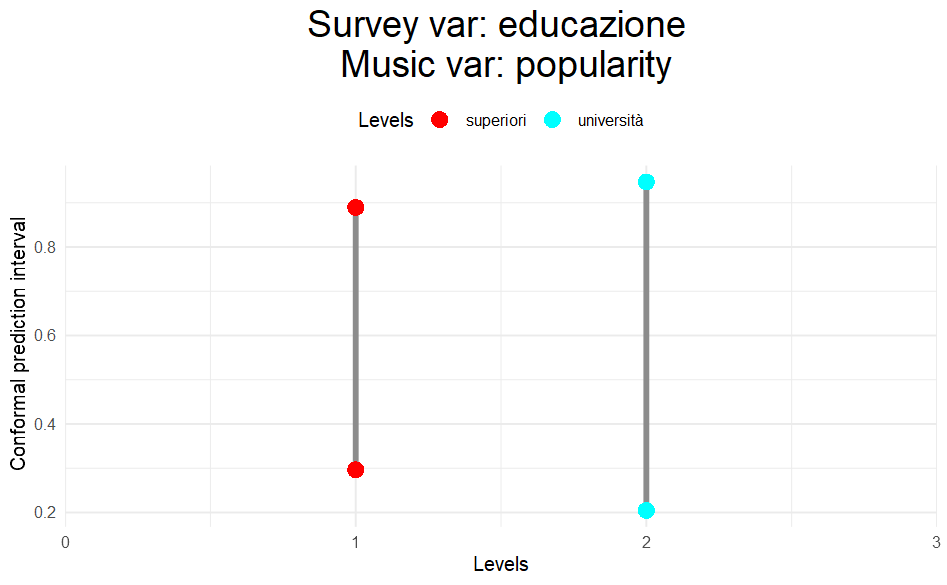 Survey var: educazione
Music var: popularity
Levels superiori università
Conformal prediction interval
0.8
0.6
0.4
0.2
0 1 2 3
Levels